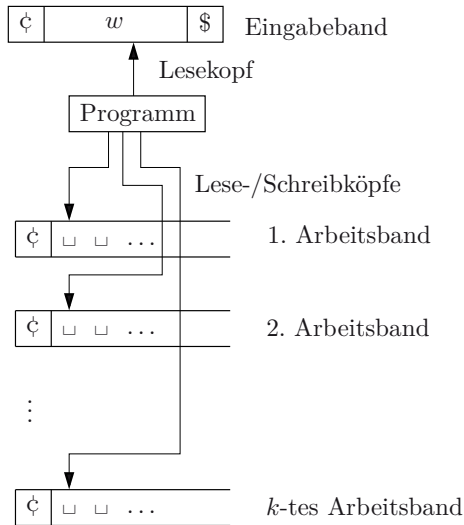 ¢ w $ Eingabeband
Lesekopf
Programm
Lese-/Schreibköpfe
¢ ␣ ␣ ... 1. Arbeitsband
¢ ␣ ␣ ... 2. Arbeitsband
⋮
¢ ␣ ␣ ... k-tes Arbeitsband